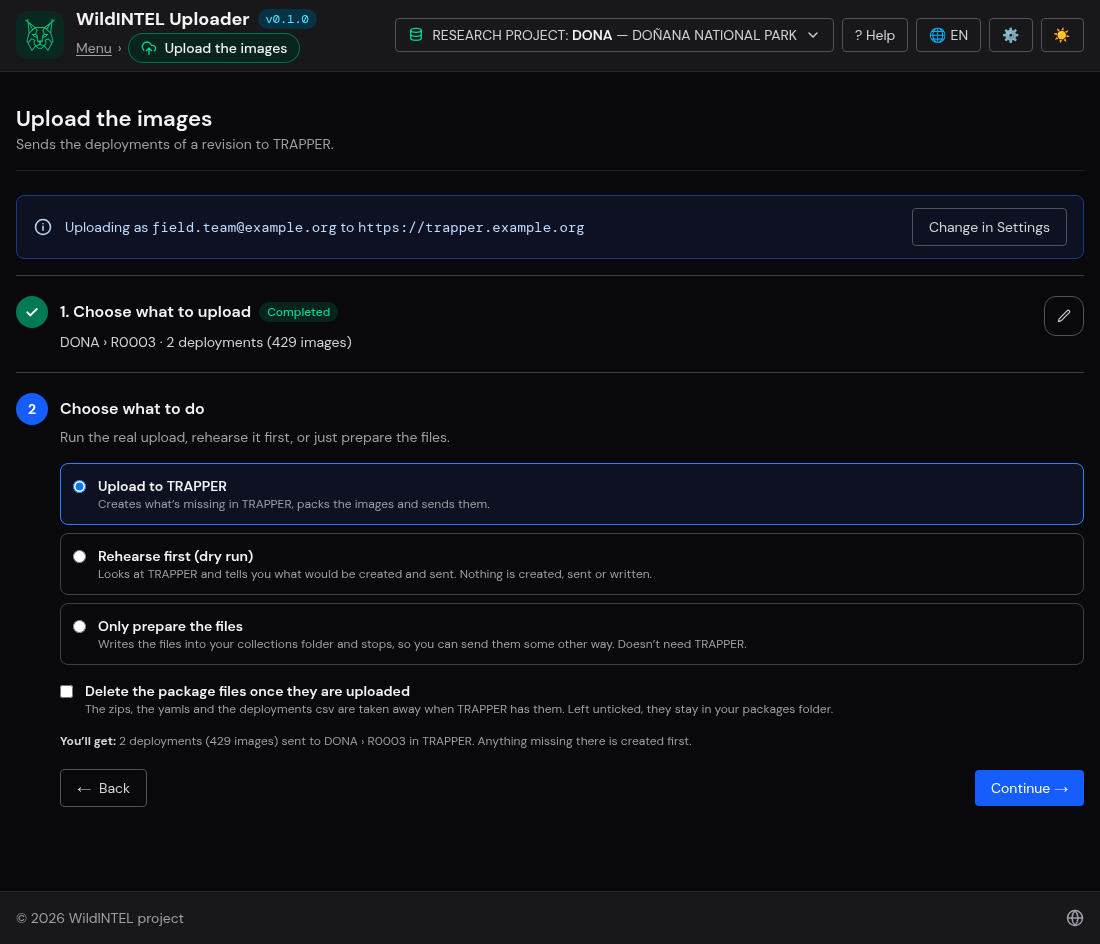 WildINTEL Uploader v0.1.0
Menu › Upload the images
RESEARCH PROJECT: DONA — DOÑANA NATIONAL PARK
? Help
EN
Upload the images
Sends the deployments of a revision to TRAPPER.
Uploading as field.team@example.org to https://trapper.example.org
Change in Settings
1. Choose what to upload Completed
DONA › R0003 · 2 deployments (429 images)
2 Choose what to do
Run the real upload, rehearse it first, or just prepare the files.
Upload to TRAPPER
Creates what’s missing in TRAPPER, packs the images and sends them.
Rehearse first (dry run)
Looks at TRAPPER and tells you what would be created and sent. Nothing is created, sent or written.
Only prepare the files
Writes the files into your collections folder and stops, so you can send them some other way. Doesn’t need TRAPPER.
Delete the package files once they are uploaded
The zips, the yamls and the deployments csv are taken away when TRAPPER has them. Left unticked, they stay in your packages folder.
You’ll get: 2 deployments (429 images) sent to DONA › R0003 in TRAPPER. Anything missing there is created first.
← Back
Continue →
© 2026 WildINTEL project